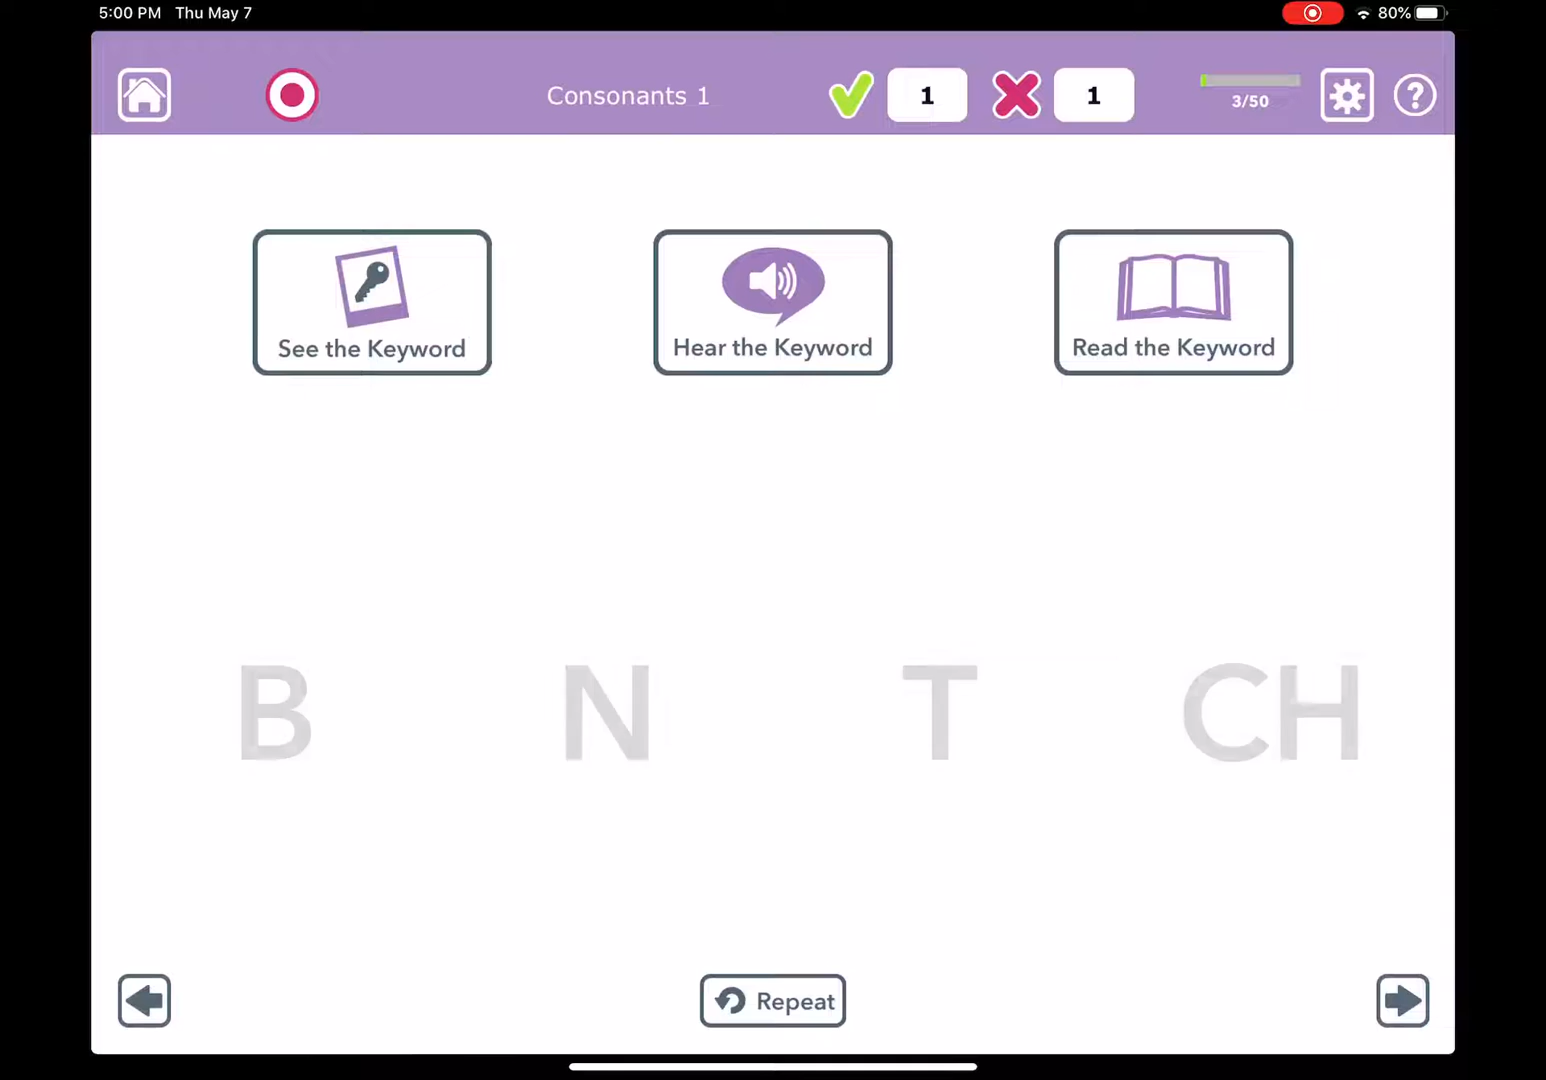 5:00 PM Thu May 7
80%
Consonants 1
1
1
3/50
?
See the Keyword
Hear the Keyword
Read the Keyword
B N T CH
Repeat